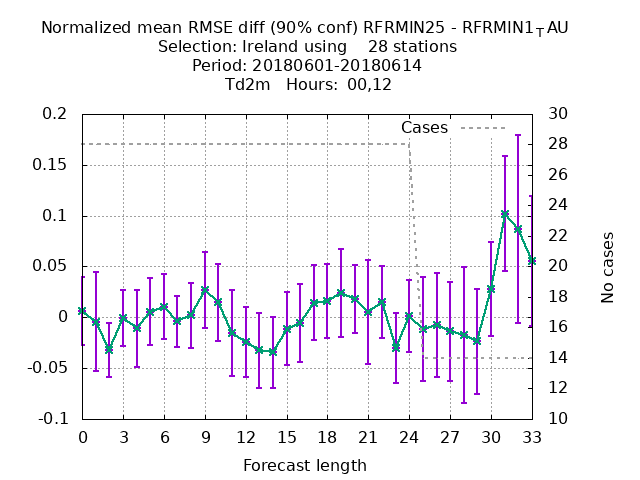 Normalized mean RMSE diff (90% conf) RFRMIN25 - RFRMIN1_TAU
Selection: Ireland using    28 stations
Period: 20180601-20180614
Td2m   Hours:  00,12
Cases
0.2
0.15
0.1
0.05
0
-0.05
-0.1
30
28
26
24
22
20
18
16
14
12
10
No cases
0 3 6 9 12 15 18 21 24 27 30 33
Forecast length